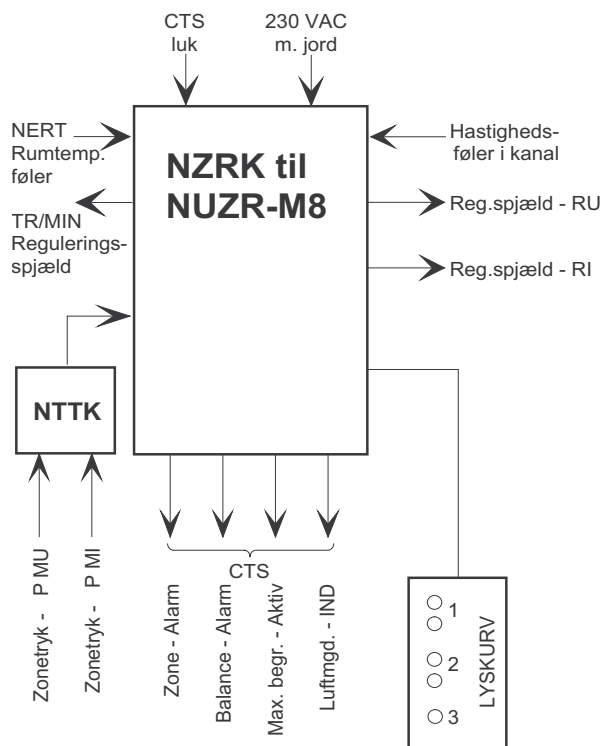 CTS
luk
230 VAC
m. jord
NERT
Rumtemp.
føler
NZRK til
NUZR-M8
Hastigheds-
føler i kanal
TR/MIN
Regulerings-
spjæld
Reg.spjæld - RU
Reg.spjæld - RI
NTTK
CTS
Zonetryk - P MU
Zonetryk - P MI
Zone - Alarm
Balance - Alarm
Max. begr. - Aktiv
Luftmgd. - IND
1
2
3
LYSKURV